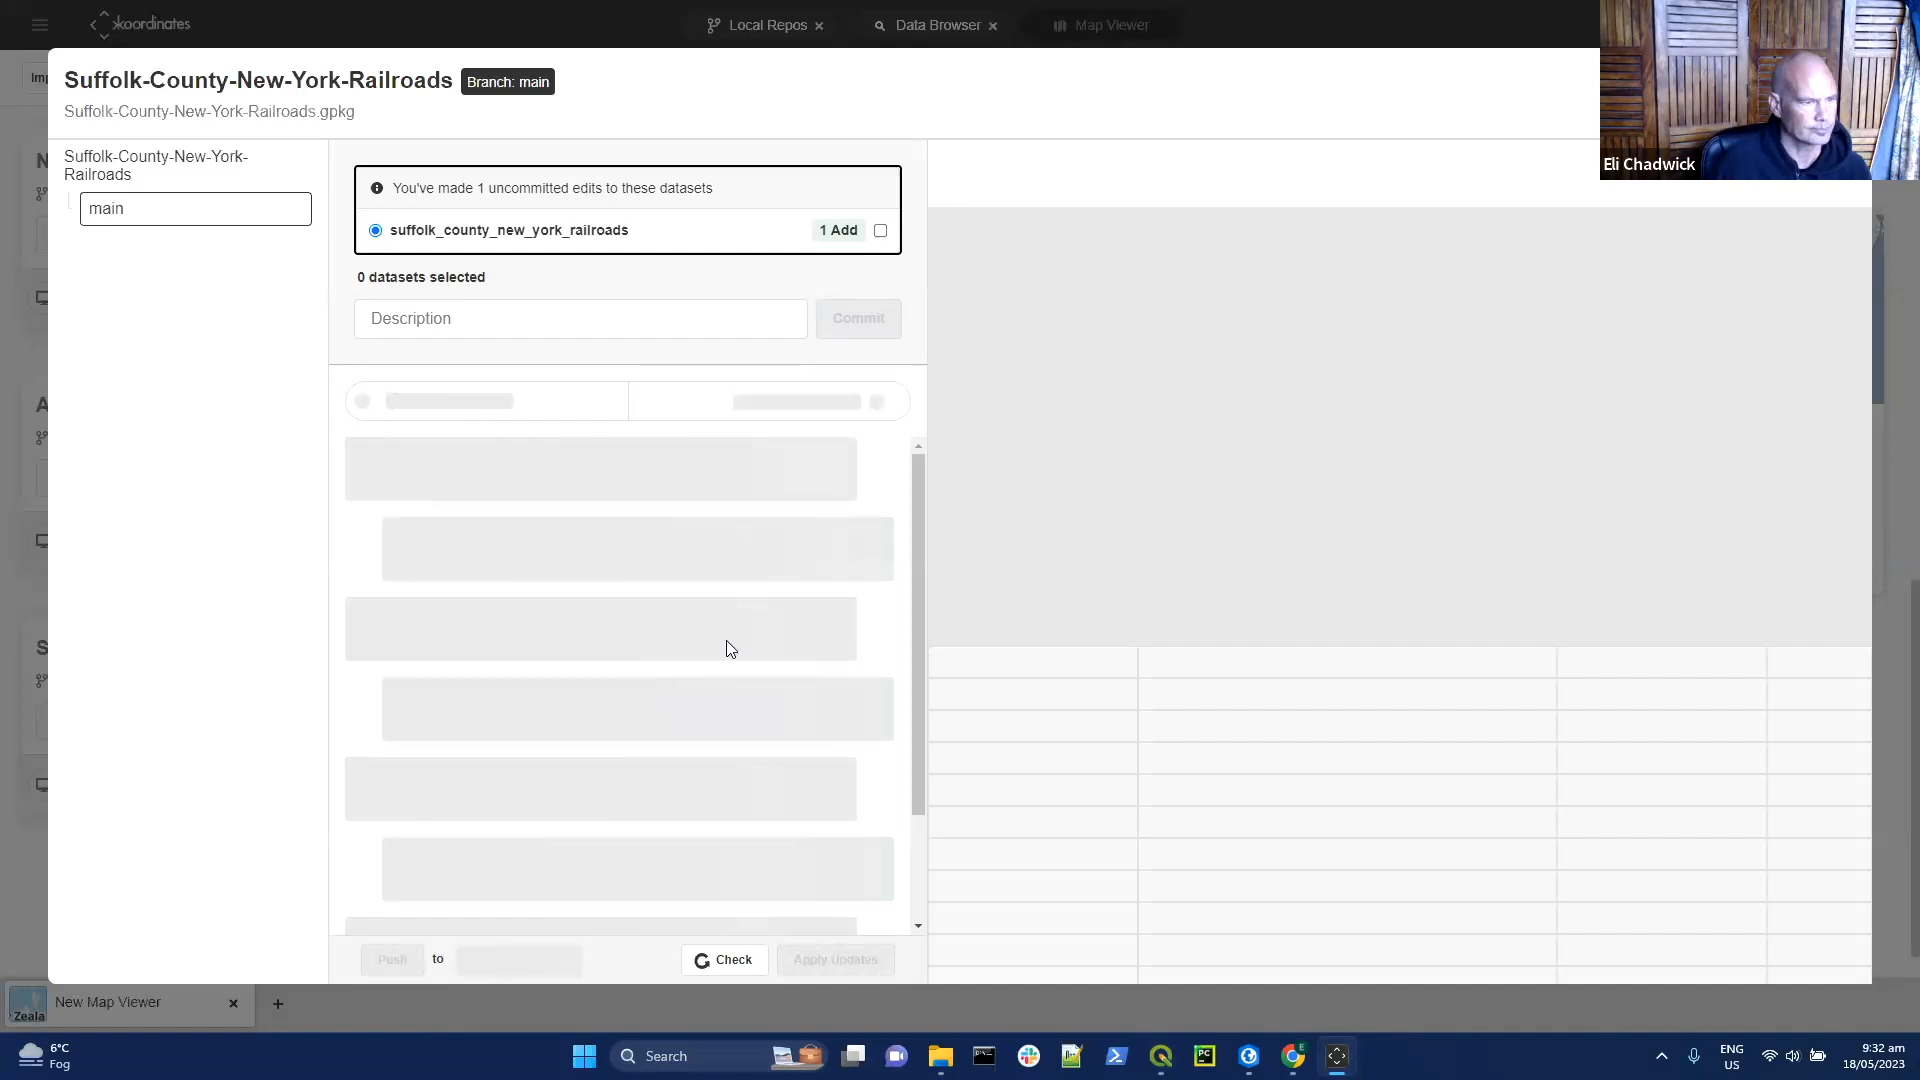 koordinates
Local Repos
Data Browser
Map Viewer
Suffolk-County-New-York-Railroads
Branch: main
Suffolk-County-New-York-Railroads.gpkg
Imp
Eli Chadwick
Suffolk-County-New-York-
Railroads
main
You've made 1 uncommitted edits to these datasets
suffolk_county_new_york_railroads
1 Add
0 datasets selected
Description
Commit
N
A
S
Push
to
Check
Apply Updates
Zeala
New Map Viewer
6°C
Fog
Search
PC
E
ENG
US
9:32 am
18/05/2023